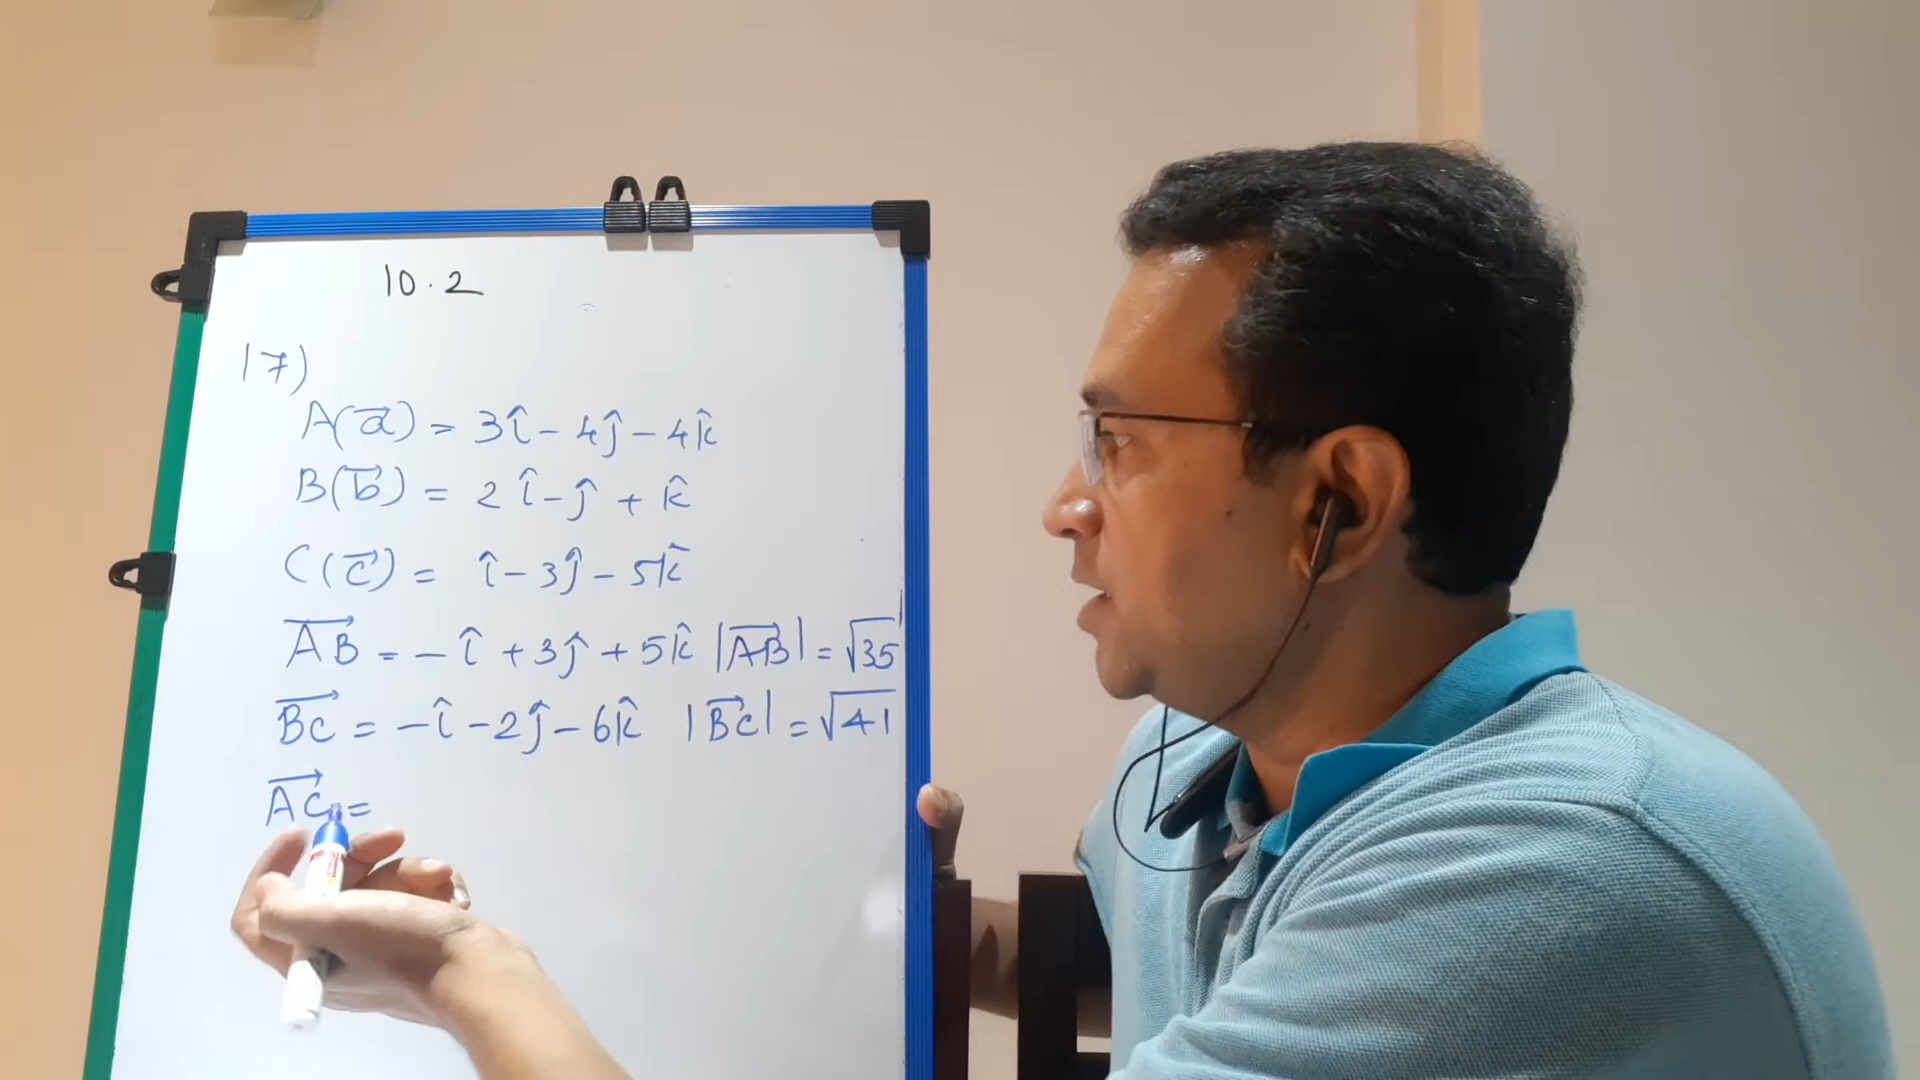 10.2
17)
A(a⃗) = 3î - 4ĵ - 4k̂
B(b⃗) = 2î - ĵ + k̂
C(c⃗) = î - 3ĵ - 5k̂
A⃗B⃗ = -î + 3ĵ + 5k̂ |A⃗B⃗| = √35
B⃗C⃗ = -î - 2ĵ - 6k̂ |B⃗C⃗| = √41
A⃗C⃗ =